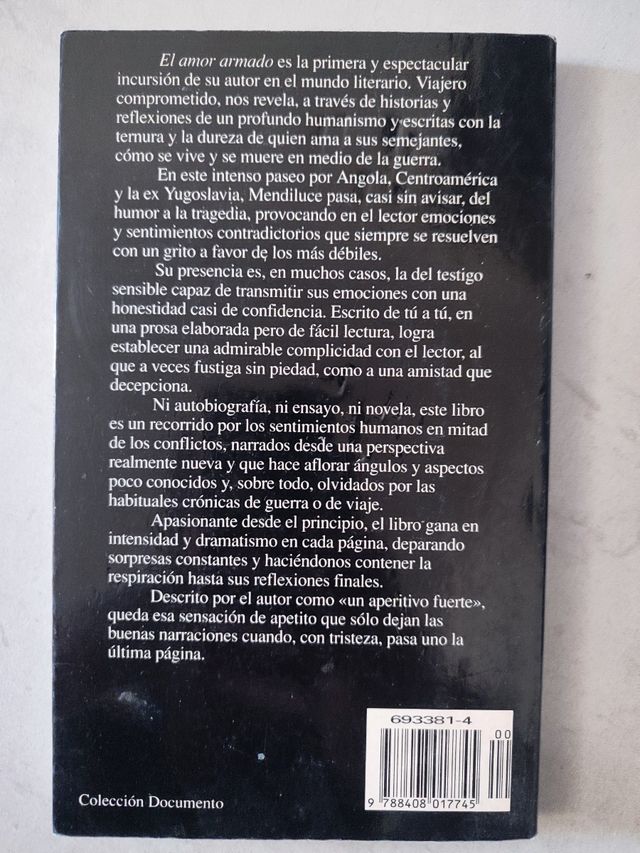 El amor armado es la primera y espectacular
incursión de su autor en el mundo literario. Viajero
comprometido, nos revela, a través de historias y
reflexiones de un profundo humanismo y escritas con la
ternura y la dureza de quien ama a sus semejantes,
cómo se vive y se muere en medio de la guerra.
En este intenso paseo por Angola, Centroamérica
y la ex Yugoslavia, Mendiluce pasa, casi sin avisar, del
humor a la tragedia, provocando en el lector emociones
y sentimientos contradictorios que siempre se resuelven
con un grito a favor de los más débiles.
Su presencia es, en muchos casos, la del testigo
sensible capaz de transmitir sus emociones con una
honestidad casi de confidencia. Escrito de tú a tú, en
una prosa elaborada pero de fácil lectura, logra
establecer una admirable complicidad con el lector, al
que a veces fustiga sin piedad, como a una amistad que
decepciona.
Ni autobiografía, ni ensayo, ni novela, este libro
es un recorrido por los sentimientos humanos en mitad
de los conflictos, narrados desde una perspectiva
realmente nueva y que hace aflorar ángulos y aspectos
poco conocidos y, sobre todo, olvidados por las
habituales crónicas de guerra o de viaje.
Apasionante desde el principio, el libro gana en
intensidad y dramatismo en cada página, deparando
sorpresas constantes y haciéndonos contener la
respiración hasta sus reflexiones finales.
Descrito por el autor como «un aperitivo fuerte»,
queda esa sensación de apetito que sólo dejan las
buenas narraciones cuando, con tristeza, pasa uno la
última página.
693381-4
00
9 788408 017745
Colección Documento